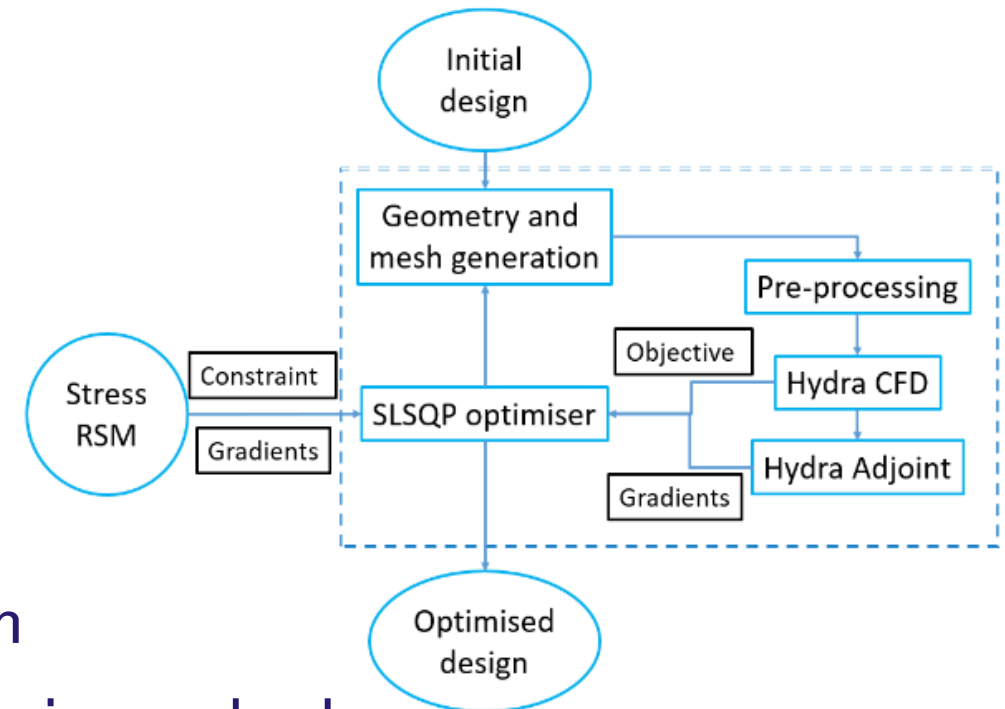 Initial
design
Geometry and
mesh generation
Pre-processing
Objective
Hydra CFD
Constraint
Stress
RSM
SLSQP optimiser
Gradients
Hydra Adjoint
Gradients
Optimised
design